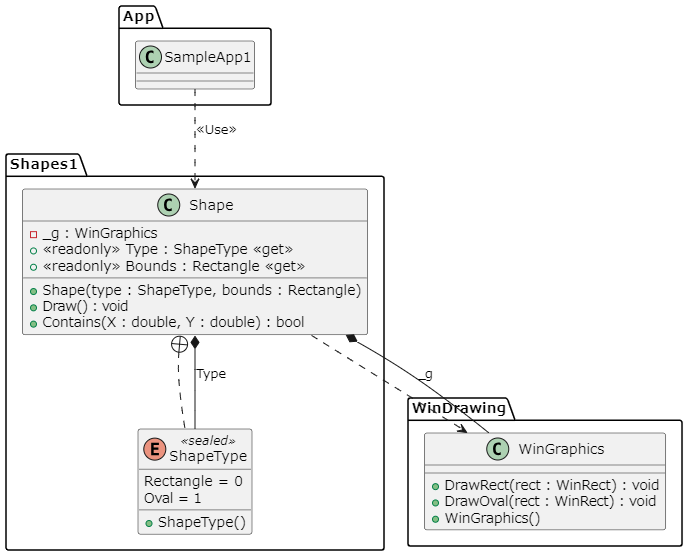 App
C SampleApp1
«Use»
Shapes1
C Shape
_g : WinGraphics
«readonly» Type : ShapeType «get»
«readonly» Bounds : Rectangle «get»
Shape(type : ShapeType, bounds : Rectangle)
Draw() : void
Contains(X : double, Y : double) : bool
Type
_g
WinDrawing
E «sealed»
ShapeType
Rectangle = 0
Oval = 1
ShapeType()
C WinGraphics
DrawRect(rect : WinRect) : void
DrawOval(rect : WinRect) : void
WinGraphics()